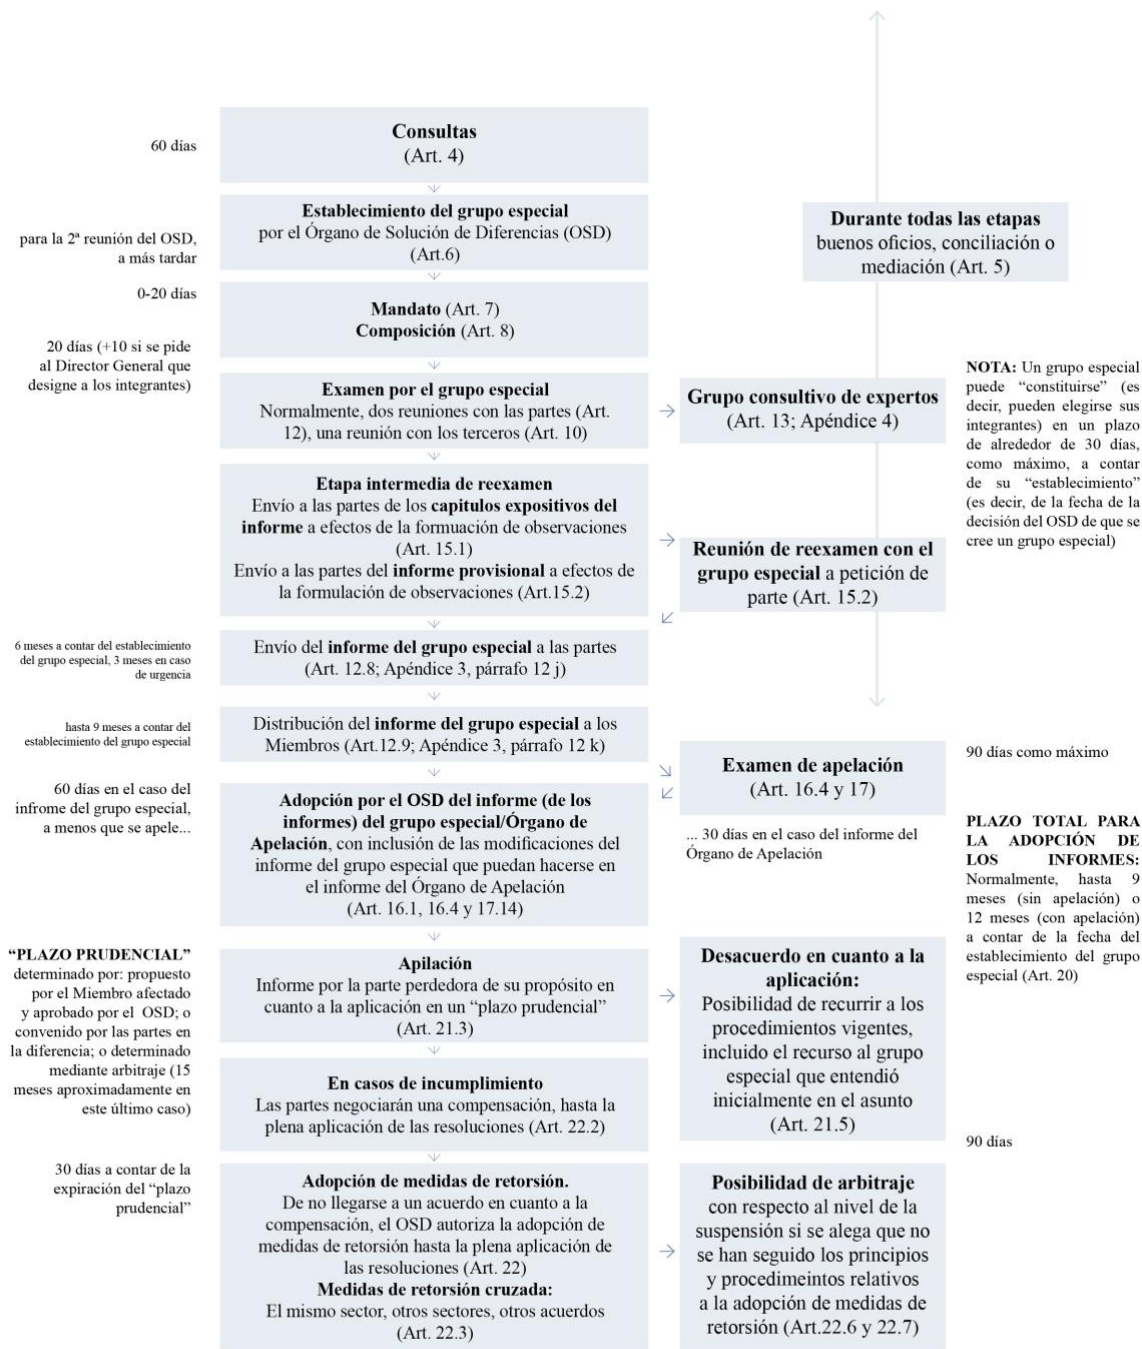 60 días
Consultas
(Art. 4)
para la 2ª reunión del OSD,
a más tardar
Establecimiento del grupo especial
por el Órgano de Solución de Diferencias (OSD)
(Art.6)
Durante todas las etapas
buenos oficios, conciliación o
mediación (Art. 5)
0-20 días
Mandato (Art. 7)
Composición (Art. 8)
20 días (+10 si se pide
al Director General que
designe a los integrantes)
Examen por el grupo especial
Normalmente, dos reuniones con las partes (Art.
12), una reunión con los terceros (Art. 10)
Grupo consultivo de expertos
(Art. 13; Apéndice 4)
NOTA: Un grupo especial
puede “constituirse” (es
decir, pueden elegirse sus
integrantes) en un plazo
de alrededor de 30 días,
como máximo, a contar
de su “establecimiento”
(es decir, de la fecha de la
decisión del OSD de que se
cree un grupo especial)
Etapa intermedia de reexamen
Envío a las partes de los capitulos expositivos del
informe a efectos de la formuación de observaciones
(Art. 15.1)
Envío a las partes del informe provisional a efectos de
la formulación de observaciones (Art.15.2)
Reunión de reexamen con el
grupo especial a petición de
parte (Art. 15.2)
6 meses a contar del establecimiento
del grupo especial, 3 meses en caso
de urgencia
Envío del informe del grupo especial a las partes
(Art. 12.8; Apéndice 3, párrafo 12 j)
hasta 9 meses a contar del
establecimiento del grupo especial
Distribución del informe del grupo especial a los
Miembros (Art.12.9; Apéndice 3, párrafo 12 k)
Examen de apelación
(Art. 16.4 y 17)
90 días como máximo
60 días en el caso del
infrome del grupo especial,
a menos que se apele...
Adopción por el OSD del informe (de los
informes) del grupo especial/Órgano de
Apelación, con inclusión de las modificaciones del
informe del grupo especial que puedan hacerse en
el informe del Órgano de Apelación
(Art. 16.1, 16.4 y 17.14)
... 30 días en el caso del informe del
Órgano de Apelación
PLAZO TOTAL PARA
LA ADOPCIÓN DE
LOS INFORMES:
Normalmente, hasta 9
meses (sin apelación) o
12 meses (con apelación)
a contar de la fecha del
establecimiento del grupo
especial (Art. 20)
“PLAZO PRUDENCIAL”
determinado por: propuesto
por el Miembro afectado
y aprobado por el OSD; o
convenido por las partes en
la diferencia; o determinado
mediante arbitraje (15
meses aproximadamente en
este último caso)
Apilación
Informe por la parte perdedora de su propósito en
cuanto a la aplicación en un “plazo prudencial”
(Art. 21.3)
Desacuerdo en cuanto a la
aplicación:
Posibilidad de recurrir a los
procedimientos vigentes,
incluido el recurso al grupo
especial que entendió
inicialmente en el asunto
(Art. 21.5)
En casos de incumplimiento
Las partes negociarán una compensación, hasta la
plena aplicación de las resoluciones (Art. 22.2)
90 días
30 días a contar de la
expiración del “plazo
prudencial”
Adopción de medidas de retorsión.
De no llegarse a un acuerdo en cuanto a la
compensación, el OSD autoriza la adopción de
medidas de retorsión hasta la plena aplicación de
las resoluciones (Art. 22)
Medidas de retorsión cruzada:
El mismo sector, otros sectores, otros acuerdos
(Art. 22.3)
Posibilidad de arbitraje
con respecto al nivel de la
suspensión si se alega que no
se han seguido los principios
y procedimeintos relativos
a la adopción de medidas de
retorsión (Art.22.6 y 22.7)